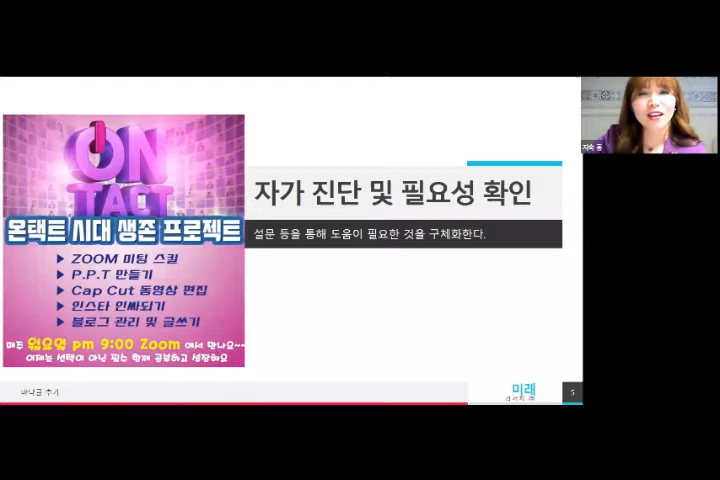 ON
TACT
온택트 시대 생존 프로젝트
▶ ZOOM 미팅 스킬
▶ P.P.T 만들기
▶ Cap Cut 동영상 편집
▶ 인스타 인싸되기
▶ 블로그 관리 및 글쓰기
매주 월요일 pm 9:00 Zoom 에서 만나요~~
이제는 선택이 아닌 필수 함께 공부하고 성장해요
자가 진단 및 필요성 확인
설문 등을 통해 도움이 필요한 것을 구체화한다.
바닥글 추가
미래
5